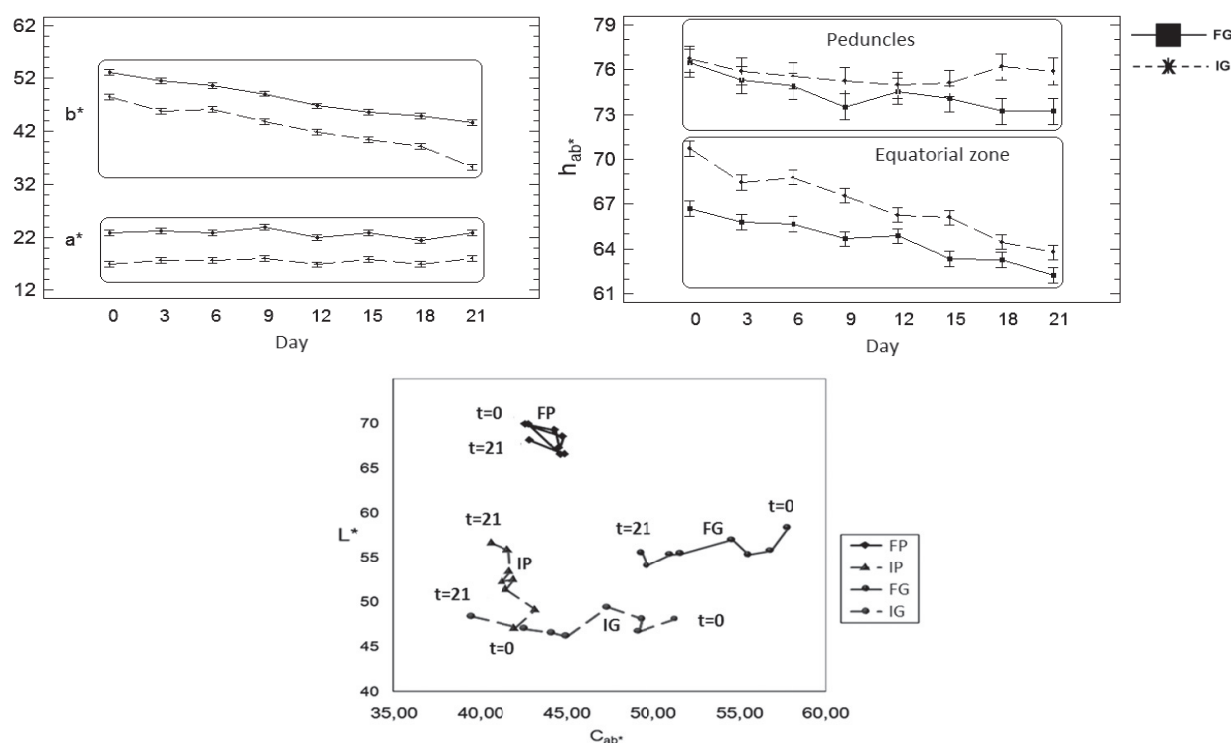 62
52
42
32
22
12
b*
a*
0 3 6 9 12 15 18 21
Day
79
76
73
70
67
64
61
h ab*
Peduncles
Equatorial zone
0 3 6 9 12 15 18 21
Day
FG
IG
70
65
60
55
50
45
40
L*
t=0 FP
t=21
t=21
IP
t=21
t=0
IG
t=0
t=21
FG
t=0
35,00 40,00 45,00 50,00 55,00 60,00
C ab*
FP
IP
FG
IG